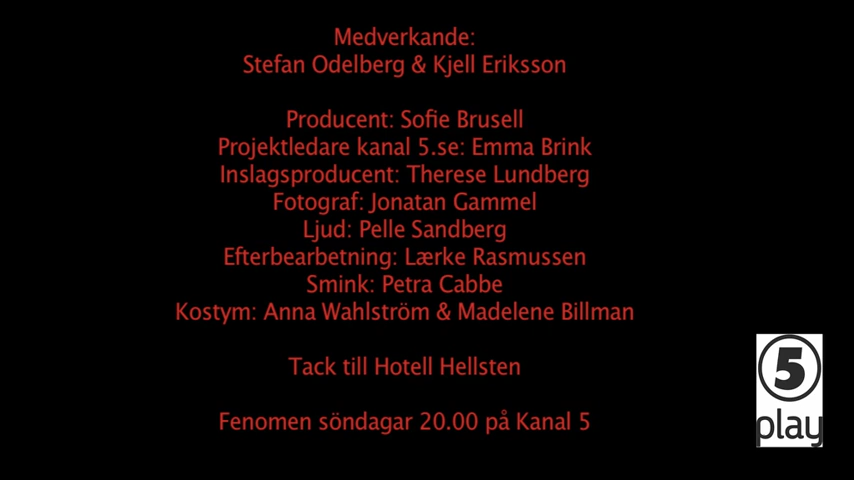 Medverkande:
Stefan Odelberg & Kjell Eriksson
Producent: Sofie Brusell
Projektledare kanal 5.se: Emma Brink
Inslagsproducent: Therese Lundberg
Fotograf: Jonatan Gammel
Ljud: Pelle Sandberg
Efterbearbetning: Lærke Rasmussen
Smink: Petra Cabbe
Kostym: Anna Wahlström & Madelene Billman
Tack till Hotell Hellsten
Fenomen söndagar 20.00 på Kanal 5
5
play